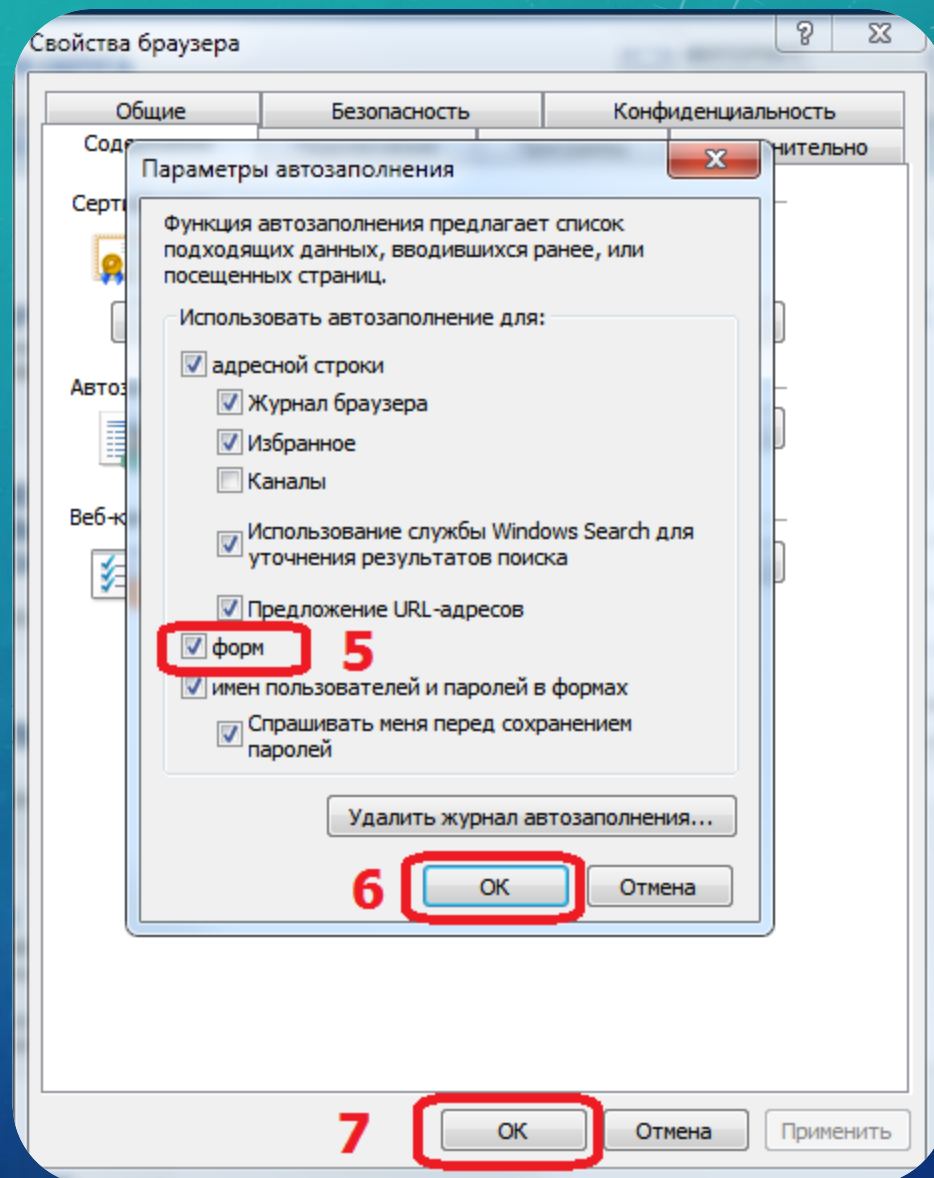 Свойства браузера
Общие
Безопасность
Конфиденциальность
Параметры автозаполнения
Функция автозаполнения предлагает список
подходящих данных, вводившихся ранее, или
посещенных страниц.
Использовать автозаполнение для:
адресной строки
Журнал браузера
Избранное
Каналы
Использование службы Windows Search для
уточнения результатов поиска
Предложение URL-адресов
форм
5
имен пользователей и паролей в формах
Спрашивать меня перед сохранением
паролей
Удалить журнал автозаполнения...
6
ОК
Отмена
7
ОК
Отмена
Применить